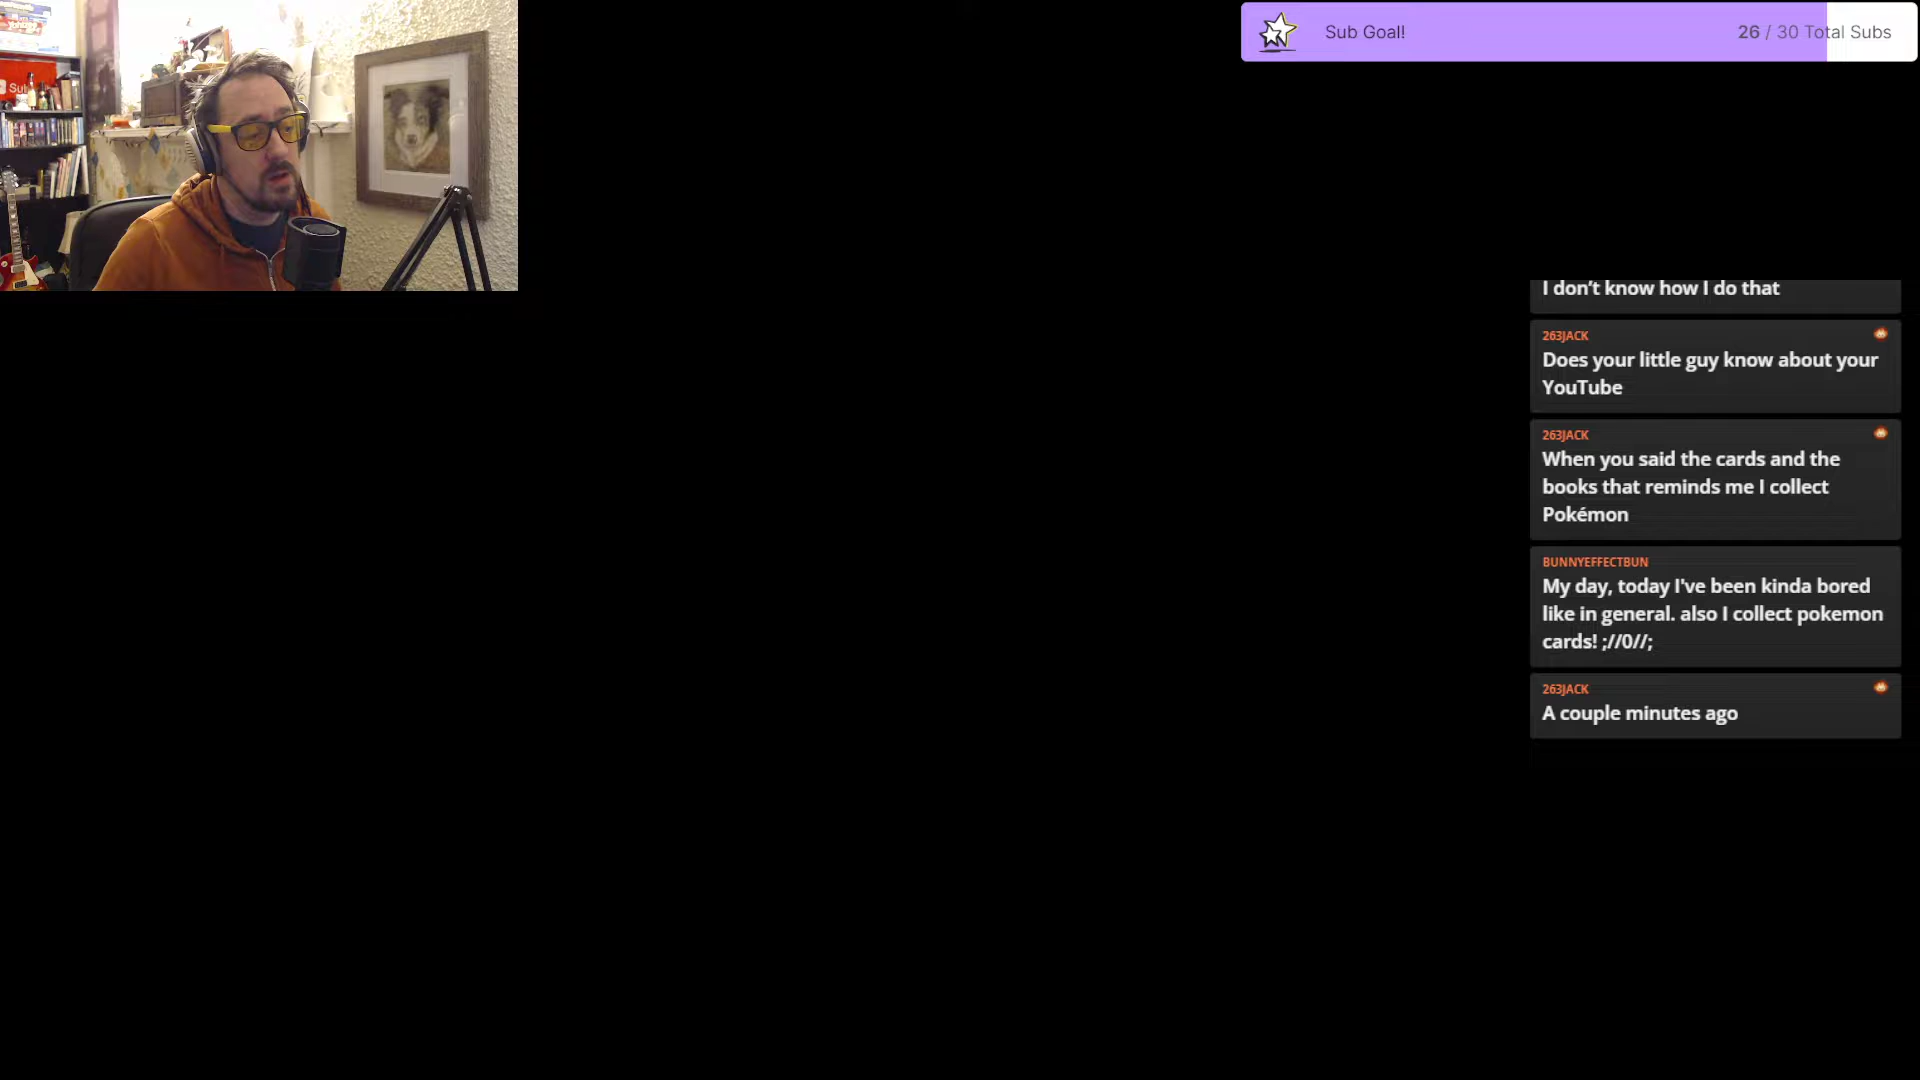 Sub Goal!
26 / 30 Total Subs
I don't know how I do that
263JACK
Does your little guy know about your
YouTube
263JACK
When you said the cards and the
books that reminds me I collect
Pokémon
BUNNYEFFECTBUN
My day, today I've been kinda bored
like in general. also I collect pokemon
cards! ;//0//;
263JACK
A couple minutes ago